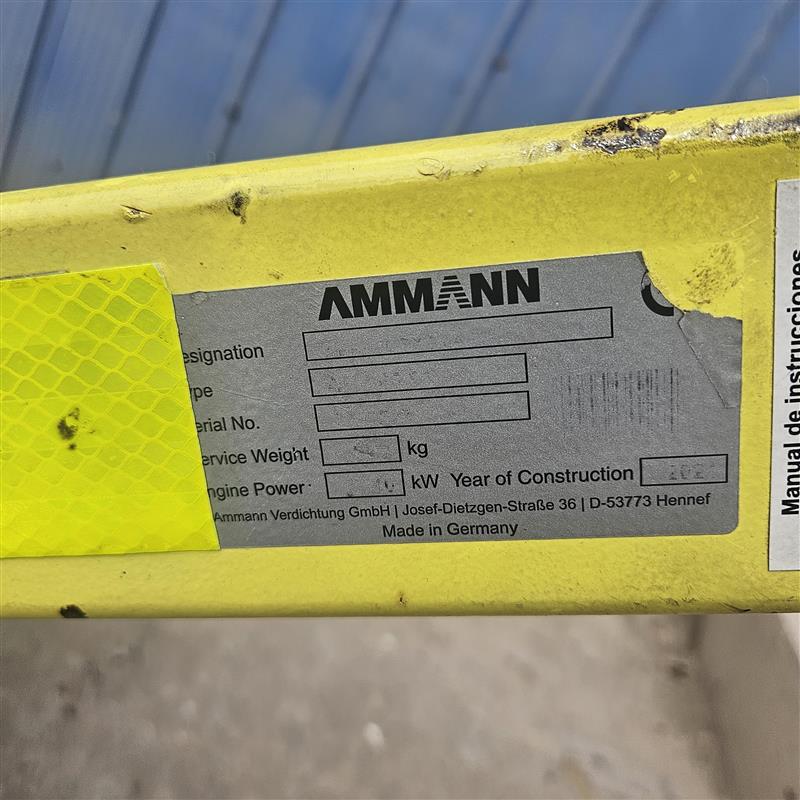 AMMANN
esignation
ype
erial No.
ervice Weight kg
ngine Power kW Year of Construction
Ammann Verdichtung GmbH | Josef-Dietzgen-Straße 36 | D-53773 Hennef
Made in Germany
Manual de instrucciones